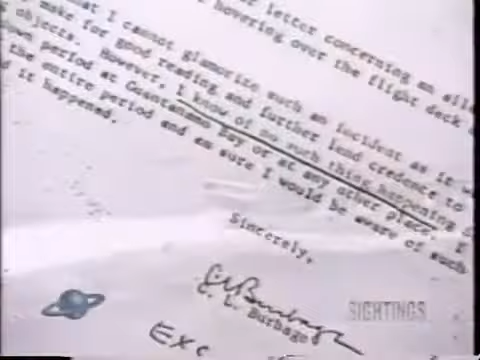 r letter concerning an alle
hovering over the flight deck
hat I cannot glamorize such an incident as it w
make for good reading and further lend credence to
objects. However, I know of no such thing happening
own period at Guantanamo Bay or at any other place. I
the entire period and am sure I would be aware of such
d it happened.
Sincerely,
Burbage
Exc
SIGHTINGS